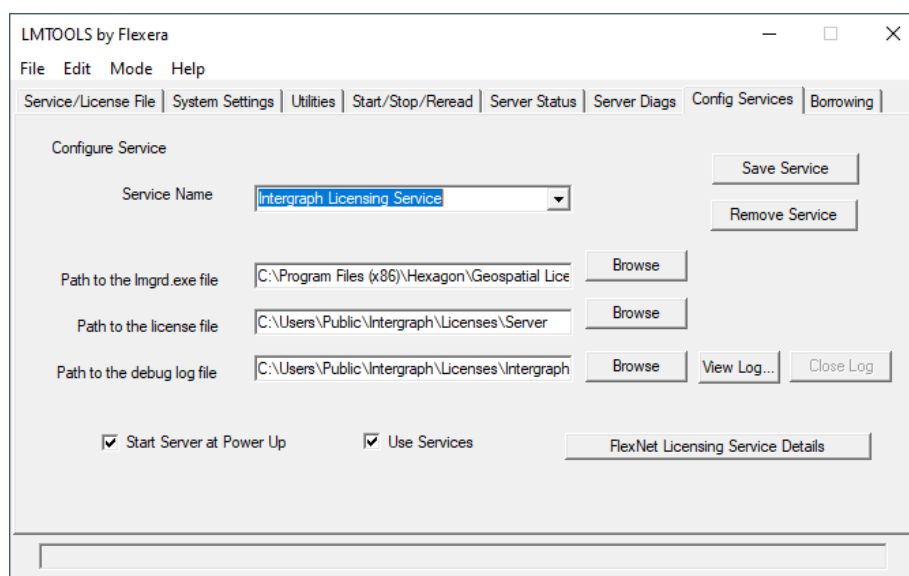 LMTOOLS by Flexera
File Edit Mode Help
Service/License File System Settings Utilities Start/Stop/Reread Server Status Server Diags Config Services Borrowing
Configure Service
Save Service
Service Name Intergraph Licensing Service
Remove Service
Path to the lmgrd.exe file C:\Program Files (x86)\Hexagon\Geospatial Lice Browse
Path to the license file C:\Users\Public\Intergraph\Licenses\Server Browse
Path to the debug log file C:\Users\Public\Intergraph\Licenses\Intergraph Browse View Log... Close Log
Start Server at Power Up Use Services FlexNet Licensing Service Details